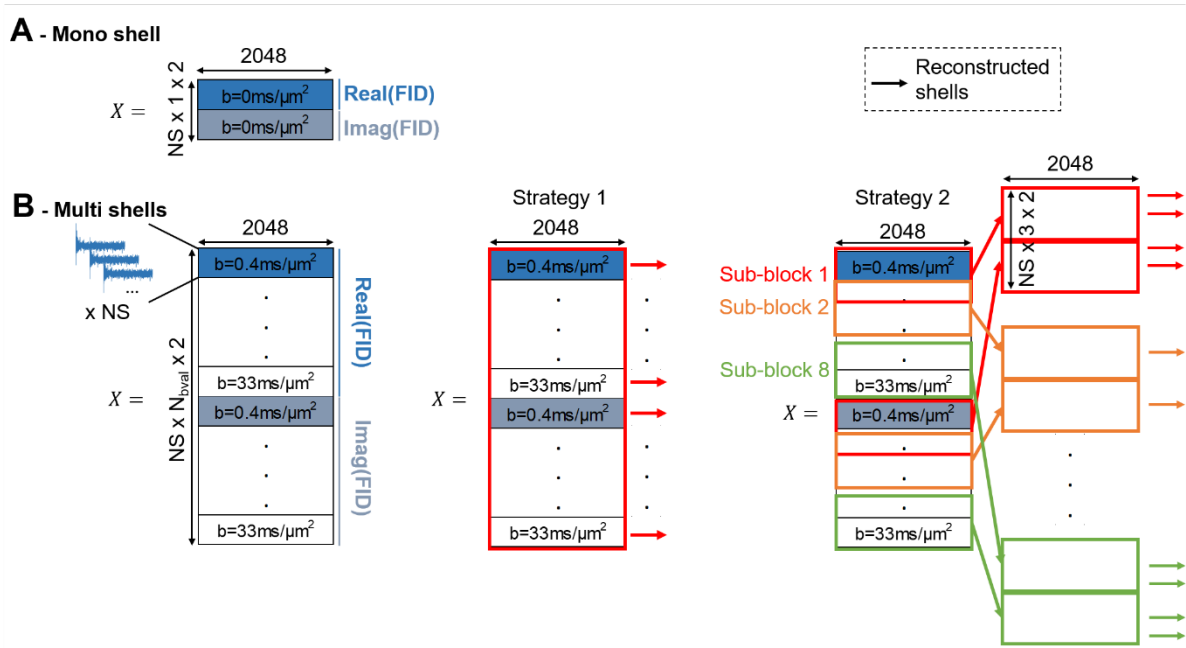 A - Mono shell
2048
NS x 1 x 2
X =
b=0ms/µm²
b=0ms/µm²
Real(FID)
Imag(FID)
Reconstructed
shells
B - Multi shells
2048
...
x NS
NS x N_bval x 2
X =
b=0.4ms/µm²
.
.
.
b=33ms/µm²
b=0.4ms/µm²
.
.
.
b=33ms/µm²
Real(FID)
Imag(FID)
Strategy 1
2048
X =
b=0.4ms/µm²
.
.
.
b=33ms/µm²
b=0.4ms/µm²
.
.
.
b=33ms/µm²
Strategy 2
2048
Sub-block 1
Sub-block 2
Sub-block 8
X =
b=0.4ms/µm²
.
.
.
b=33ms/µm²
b=0.4ms/µm²
.
.
.
b=33ms/µm²
2048
NS x 3 x 2